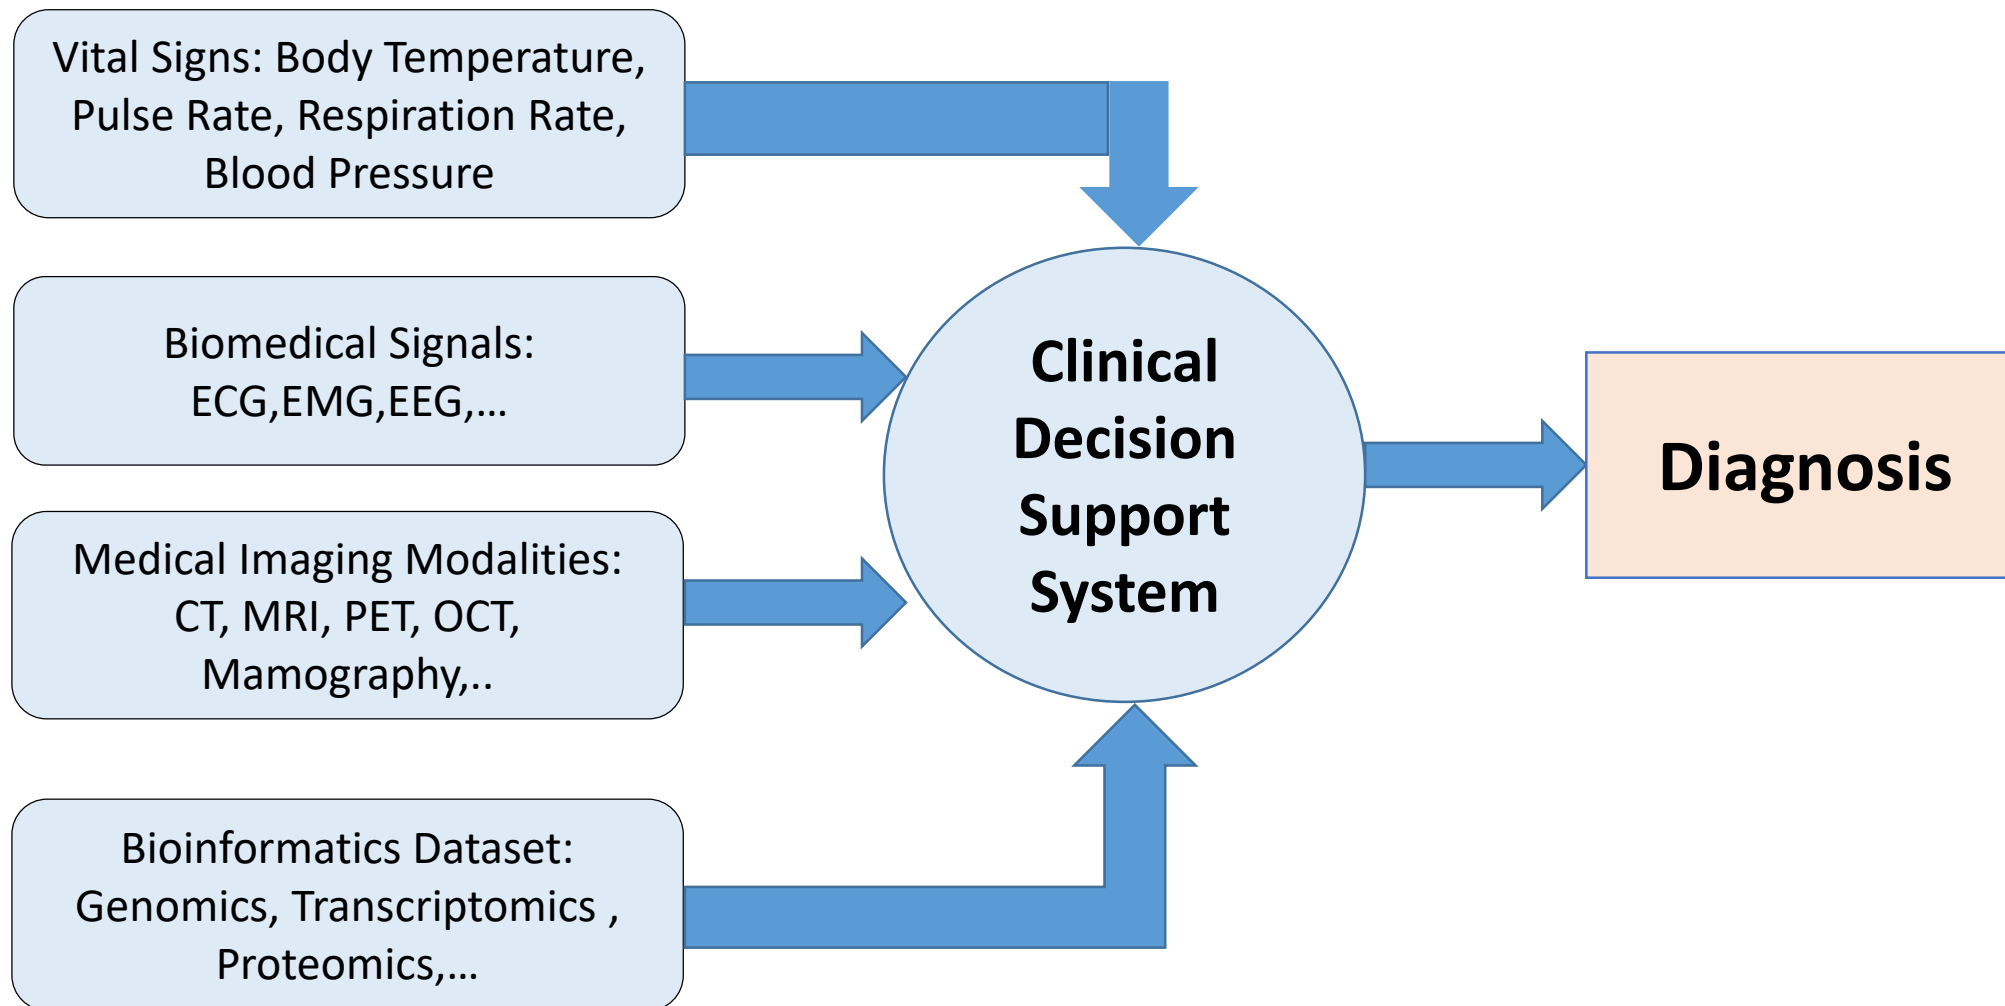 Vital Signs: Body Temperature,
Pulse Rate, Respiration Rate,
Blood Pressure
Biomedical Signals:
ECG,EMG,EEG,...
Medical Imaging Modalities:
CT, MRI, PET, OCT,
Mamography,..
Bioinformatics Dataset:
Genomics, Transcriptomics ,
Proteomics,...
Clinical
Decision
Support
System
Diagnosis